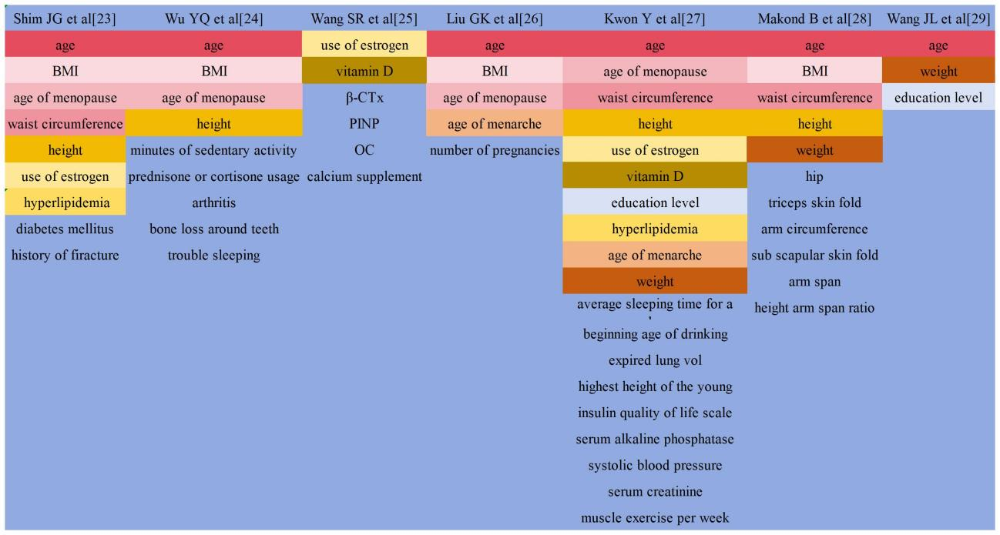 Shim JG et al[23] Wu YQ et al[24] Wang SR et al[25] Liu GK et al[26] Kwon Y et al[27] Makond B et al[28] Wang JL et al[29]
age age use of estrogen age age age age
BMI BMI vitamin D BMI age of menopause BMI weight
age of menopause age of menopause β-CTx age of menopause waist circumference waist circumference education level
waist circumference height PINP age of menarche height height
height minutes of sedentary activity OC number of pregnancies use of estrogen weight
use of estrogen prednisone or cortisone usage calcium supplement vitamin D hip
hyperlipidemia arthritis education level triceps skin fold
diabetes mellitus bone loss around teeth hyperlipidemia arm circumference
history of firacture trouble sleeping age of menarche sub scapular skin fold
weight arm span
average sleeping time for a height arm span ratio
beginning age of drinking
expired lung vol
highest height of the young
insulin quality of life scale
serum alkaline phosphatase
systolic blood pressure
serum creatinine
muscle exercise per week